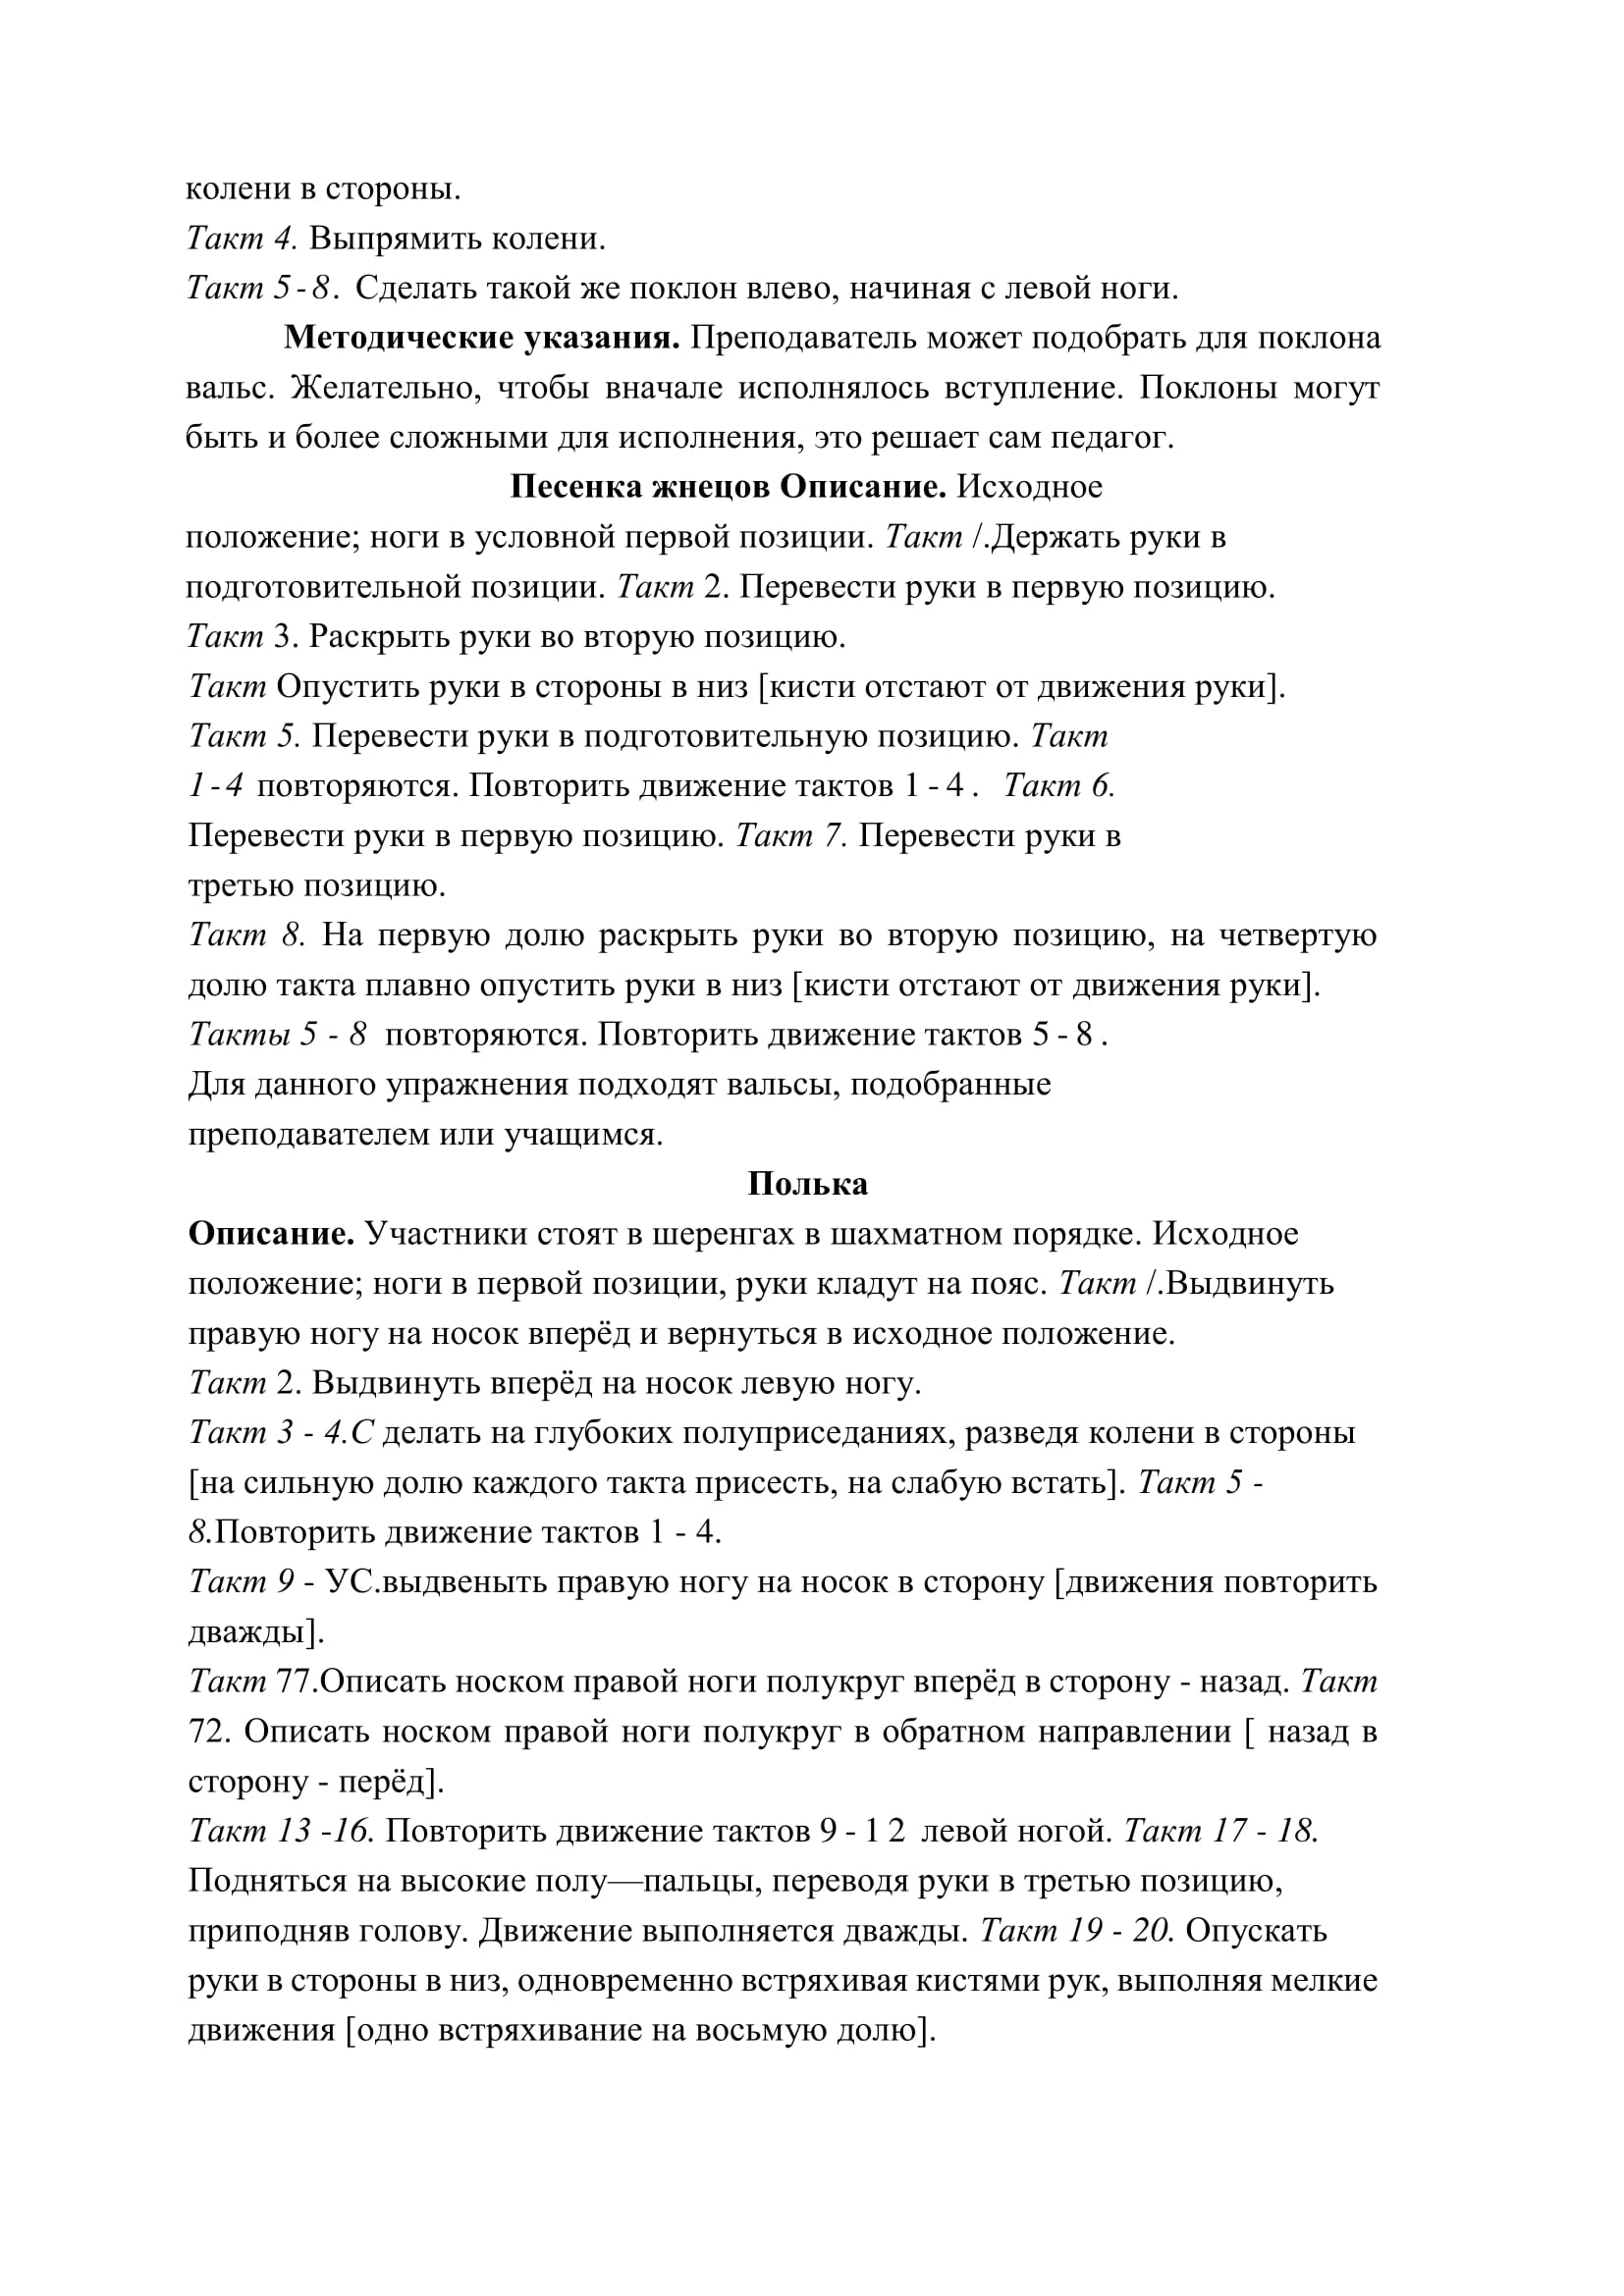 колени в стороны.
Такт 4. Выпрямить колени.
Такт 5-8. Сделать такой же поклон влево, начиная с левой ноги.
Методические указания. Преподаватель может подобрать для поклона
вальс. Желательно, чтобы вначале исполнялось вступление. Поклоны могут
быть и более сложными для исполнения, это решает сам педагог.
Песенка жнецов Описание. Исходное
положение; ноги в условной первой позиции. Такт /.Держать руки в
подготовительной позиции. Такт 2. Перевести руки в первую позицию.
Такт 3. Раскрыть руки во вторую позицию.
Такт Опустить руки в стороны в низ [кисти отстают от движения руки].
Такт 5. Перевести руки в подготовительную позицию. Такт
1-4 повторяются. Повторить движение тактов 1-4. Такт 6.
Перевести руки в первую позицию. Такт 7. Перевести руки в
третью позицию.
Такт 8. На первую долю раскрыть руки во вторую позицию, на четвертую
долю такта плавно опустить руки в низ [кисти отстают от движения руки].
Такты 5 - 8 повторяются. Повторить движение тактов 5-8.
Для данного упражнения подходят вальсы, подобранные
преподавателем или учащимся.
Полька
Описание. Участники стоят в шеренгах в шахматном порядке. Исходное
положение; ноги в первой позиции, руки кладут на пояс. Такт /.Выдвинуть
правую ногу на носок вперёд и вернуться в исходное положение.
Такт 2. Выдвинуть вперёд на носок левую ногу.
Такт 3 - 4.С делать на глубоких полуприседаниях, разведя колени в стороны
[на сильную долю каждого такта присесть, на слабую встать]. Такт 5 -
8.Повторить движение тактов 1 - 4.
Такт 9 - УС.выдвеныть правую ногу на носок в сторону [движения повторить
дважды].
Такт 77.Описать носком правой ноги полукруг вперёд в сторону - назад. Такт
72. Описать носком правой ноги полукруг в обратном направлении [ назад в
сторону - перёд].
Такт 13 -16. Повторить движение тактов 9-12 левой ногой. Такт 17 - 18.
Подняться на высокие полу—пальцы, переводя руки в третью позицию,
приподняв голову. Движение выполняется дважды. Такт 19 - 20. Опускать
руки в стороны в низ, одновременно встряхивая кистями рук, выполняя мелкие
движения [одно встряхивание на восьмую долю].